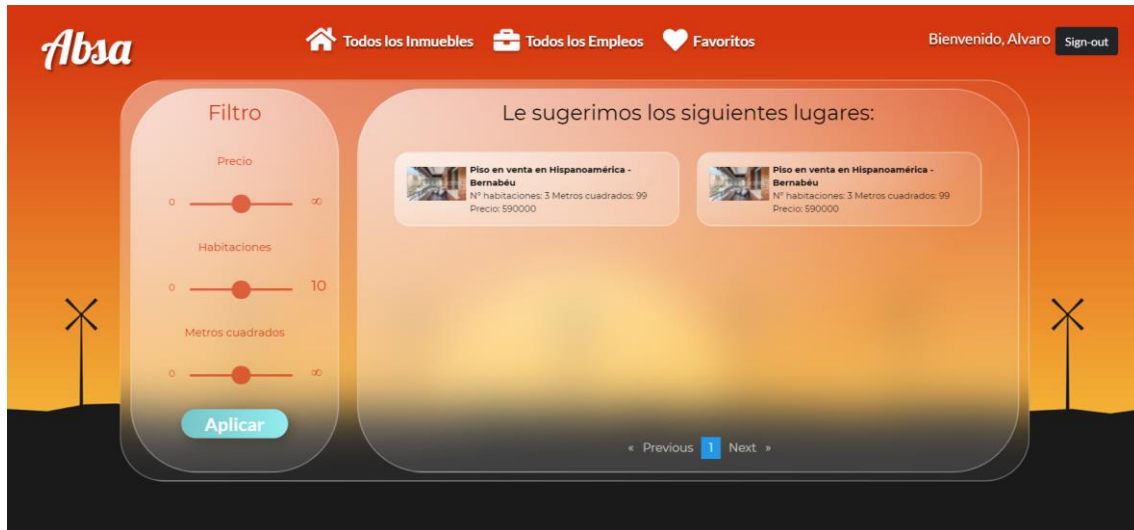 Absa
Todos los Inmuebles
Todos los Empleos
Favoritos
Bienvenido, Alvaro
Sign-out
Filtro
Precio
0
∞
Habitaciones
0
10
Metros cuadrados
0
∞
Aplicar
Le sugerimos los siguientes lugares:
Piso en venta en Hispanoamérica -
Bernabéu
Nº habitaciones: 3 Metros cuadrados: 99
Precio: 590000
Piso en venta en Hispanoamérica -
Bernabéu
Nº habitaciones: 3 Metros cuadrados: 99
Precio: 590000
« Previous 1 Next »